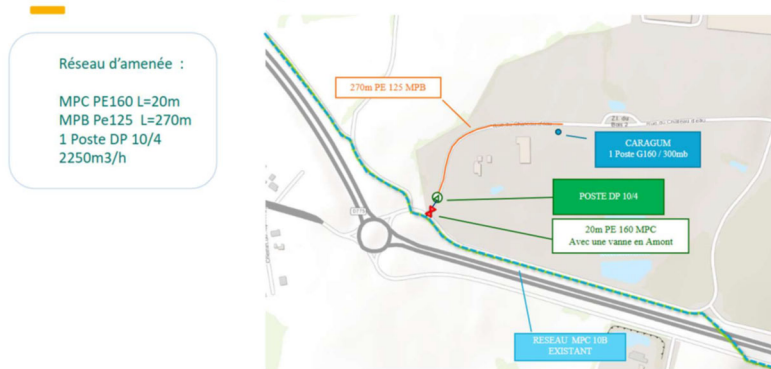 Réseau d'amenée :
MPC PE160 L=20m
MPB Pe125 L=270m
1 Poste DP 10/4
2250m3/h
270m PE 125 MPB
CARAGUM
1 Poste G160 / 300mb
POSTE DP 10/4
20m PE 160 MPC
Avec une vanne en Amont
RESEAU MPC 10B
EXISTANT